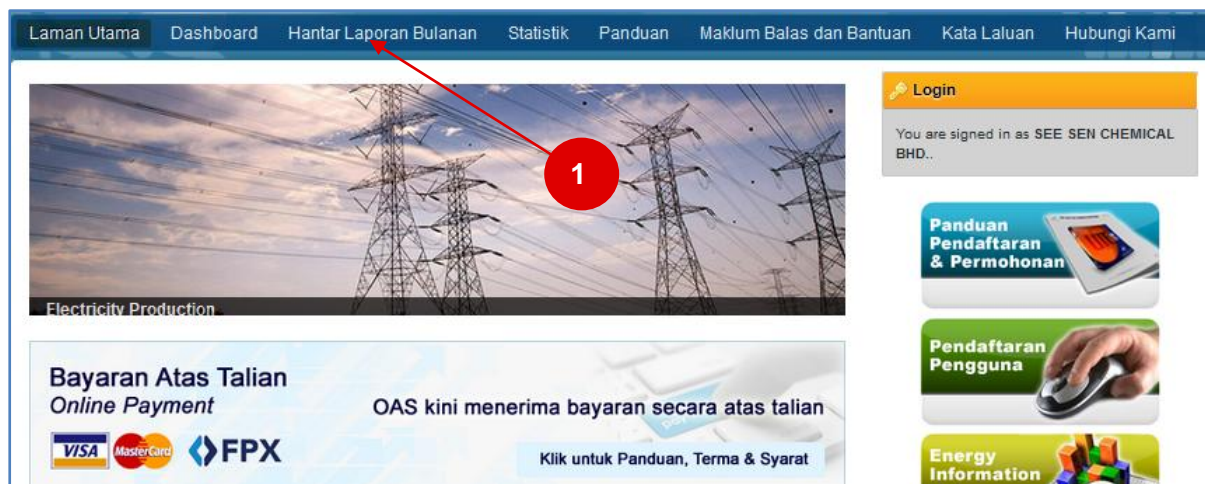 Laman Utama Dashboard Hantar Laporan Bulanan Statistik Panduan Maklum Balas dan Bantuan Kata Laluan Hubungi Kami
Login
You are signed in as SEE SEN CHEMICAL
BHD..
1
Electricity Production
Panduan
Pendaftaran
& Permohonan
Pendaftaran
Pengguna
Energy
Information
Bayaran Atas Talian
Online Payment
OAS kini menerima bayaran secara atas talian
VISA MasterCard FPX
Klik untuk Panduan, Terma & Syarat